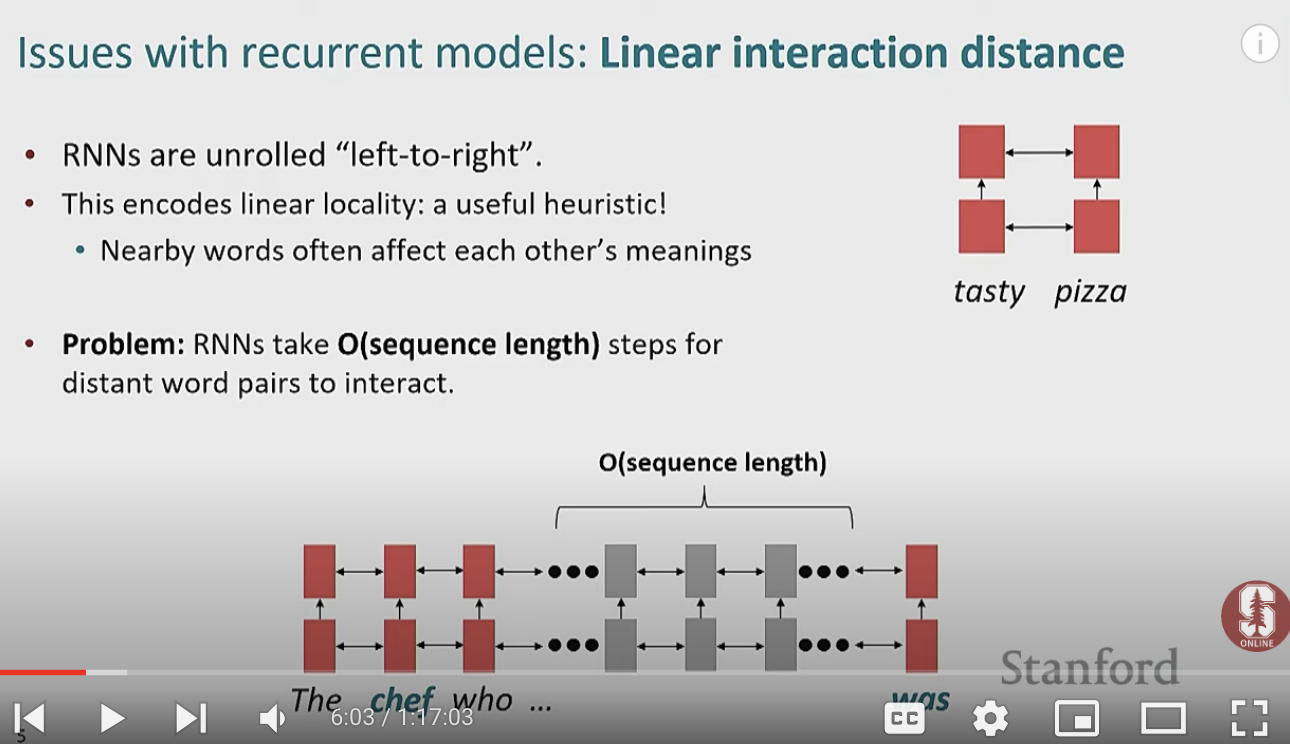 Issues with recurrent models: Linear interaction distance
• RNNs are unrolled “left-to-right”.
• This encodes linear locality: a useful heuristic!
• Nearby words often affect each other’s meanings
tasty pizza
• Problem: RNNs take O(sequence length) steps for
distant word pairs to interact.
O(sequence length)
The chef who ...
was
Stanford
S
ONLINE
6:03 / 1:17:03
CC
5